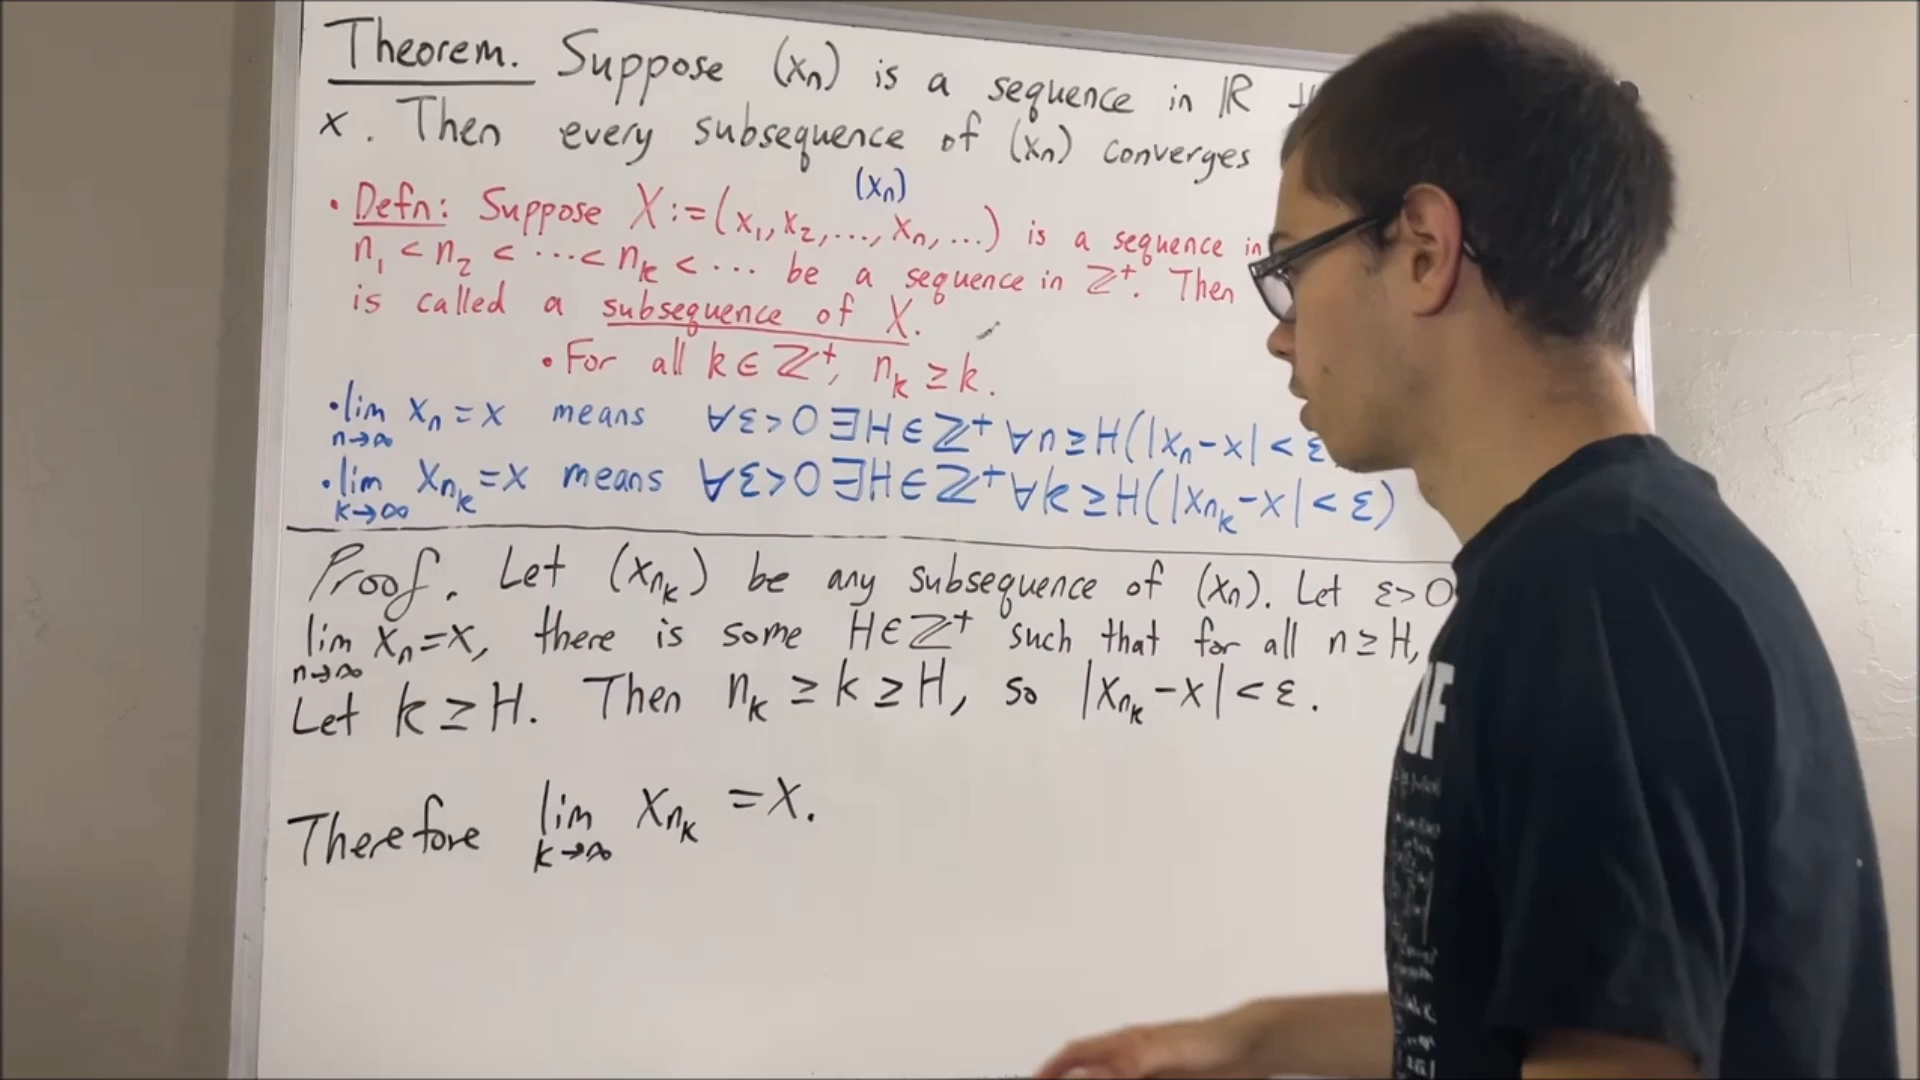 Theorem. Suppose (xn) is a sequence in ℝ
x. Then every subsequence of (xn) converges
(xn)
• Defn: Suppose X:=(x₁,x₂,...,xn,...) is a sequence in
n₁<n₂<⋯<nₖ<⋯ be a sequence in ℤ⁺. Then
is called a subsequence of X.
• For all k∈ℤ⁺, nₖ≥k.
• lim n→∞ xn=x means ∀ε>0 ∃H∈ℤ⁺ ∀n≥H(|xn-x|<ε
• lim k→∞ xnₖ=x means ∀ε>0 ∃H∈ℤ⁺ ∀k≥H(|xnₖ-x|<ε)
Proof. Let (xnₖ) be any subsequence of (xn). Let ε>0
lim n→∞ xn=x, there is some H∈ℤ⁺ such that for all n≥H,
Let k≥H. Then nₖ≥k≥H, so |xnₖ-x|<ε.
Therefore lim k→∞ xnₖ=x.
OF